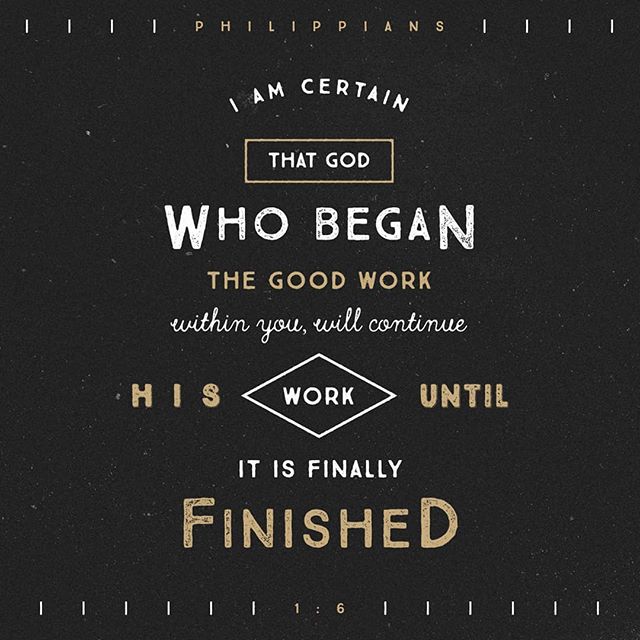 PHILIPPIANS
I AM CERTAIN
THAT GOD
WHO BEGAN
THE GOOD WORK
within you, will continue
HIS WORK UNTIL
IT IS FINALLY
FINISHED
1:6